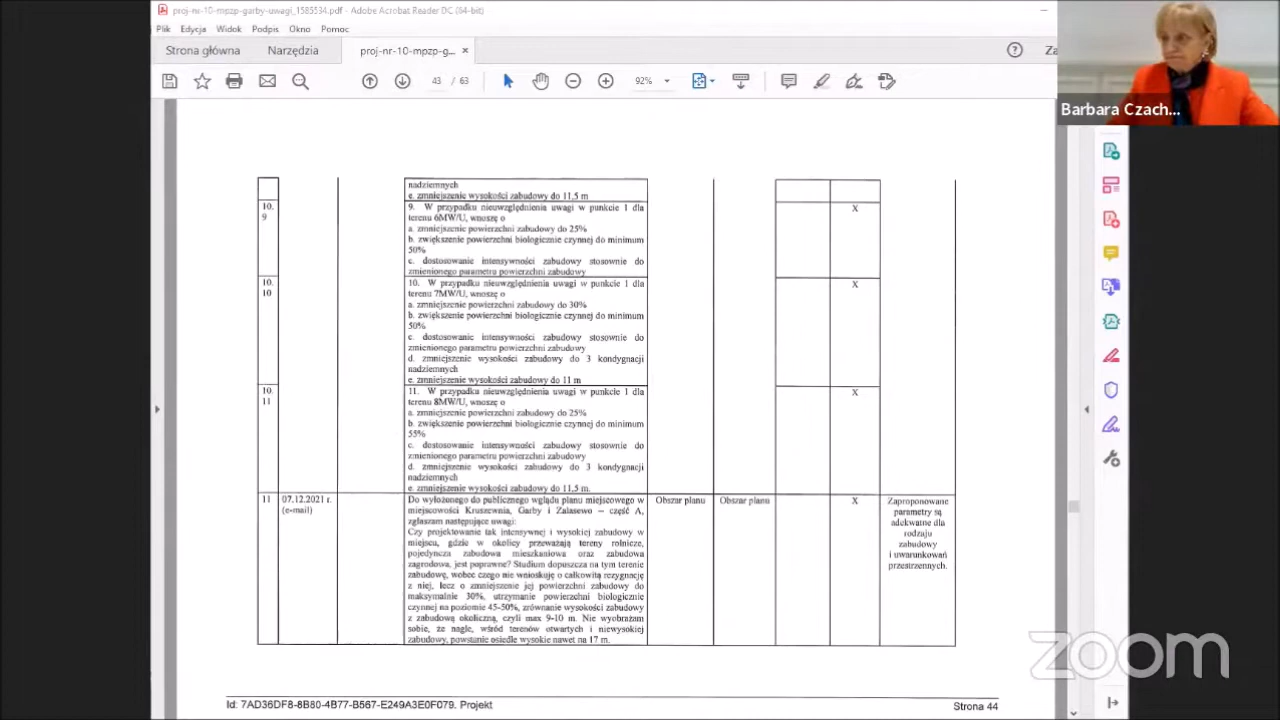 proj-nr-10-mpzp-garby-uwagi_1585534.pdf - Adobe Acrobat Reader DC (64-bit)
Plik Edycja Widok Podpis Okno Pomoc
Strona główna Narzędzia proj-nr-10-mpzp-g... ×
43 / 63 92%
Barbara Czach...
nadziemnych
e. zmniejszenie wysokości zabudowy do 11,5 m
10.
9
9. W przypadku nieuwzględnienia uwagi w punkcie 1 dla
terenu 6MW/U, wnoszę o
a. zmniejszenie powierzchni zabudowy do 25%
b. zwiększenie powierzchni biologicznie czynnej do minimum
50%
c. dostosowanie intensywności zabudowy stosownie do
zmienionego parametru powierzchni zabudowy
X
10.
10
10. W przypadku nieuwzględnienia uwagi w punkcie 1 dla
terenu 7MW/U, wnoszę o
a. zmniejszenie powierzchni zabudowy do 30%
b. zwiększenie powierzchni biologicznie czynnej do minimum
50%
c. dostosowanie intensywności zabudowy stosownie do
zmienionego parametru powierzchni zabudowy
d. zmniejszenie wysokości zabudowy do 3 kondygnacji
nadziemnych
e. zmniejszenie wysokości zabudowy do 11 m
X
10.
11
11. W przypadku nieuwzględnienia uwagi w punkcie 1 dla
terenu 8MW/U, wnoszę o
a. zmniejszenie powierzchni zabudowy do 25%
b. zwiększenie powierzchni biologicznie czynnej do minimum
55%
c. dostosowanie intensywności zabudowy stosownie do
zmienionego parametru powierzchni zabudowy
d. zmniejszenie wysokości zabudowy do 3 kondygnacji
nadziemnych
e. zmniejszenie wysokości zabudowy do 11,5 m.
X
11
07.12.2021 r.
(e-mail)
Do wyłożonego do publicznego wglądu planu miejscowego w
miejscowości Kruszewnia, Garby i Zalasewo – część A,
zgłaszam następujące uwagi:
Czy projektowanie tak intensywnej i wysokiej zabudowy w
miejscu, gdzie w okolicy przeważają tereny rolnicze,
pojedyncza zabudowa mieszkaniowa oraz zabudowa
zagrodowa, jest poprawne? Studium dopuszcza na tym terenie
zabudowę, wobec czego nie wnioskuję o całkowitą rezygnację
z niej, lecz o zmniejszenie jej powierzchni zabudowy do
maksymalnie 30%, utrzymanie powierzchni biologicznie
czynnej na poziomie 45-50%, zrównanie wysokości zabudowy
z zabudową okoliczną, czyli max 9-10 m. Nie wyobrażam
sobie, że nagle, wśród terenów otwartych i niewysokiej
zabudowy, powstanie osiedle wysokie nawet na 17 m.
Obszar planu
Obszar planu
X
Zaproponowane
parametry są
adekwatne dla
rodzaju
zabudowy
i uwarunkowań
przestrzennych.
zoom
Id: 7AD36DF8-8B80-4B77-B567-E249A3E0F079. Projekt
Strona 44